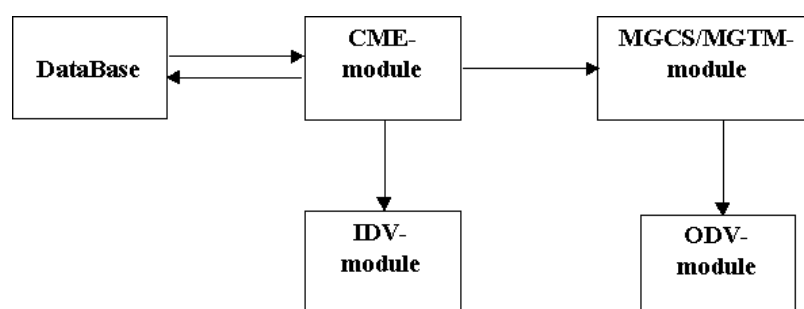 DataBase
CME-
module
MGCS/MGTM-
module
IDV-
module
ODV-
module